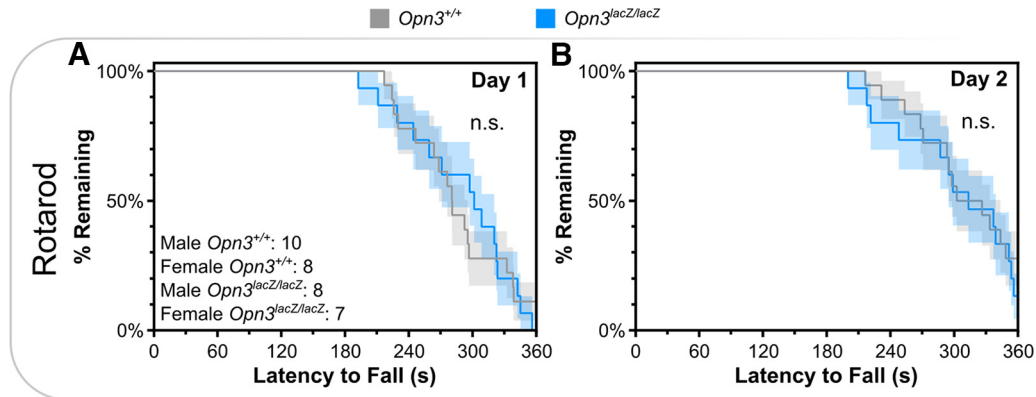 Opn3+/+ Opn3lacZ/lacZ
A
B
Rotarod
% Remaining
100%
50%
0%
Day 1
n.s.
Male Opn3+/+: 10
Female Opn3+/+: 8
Male Opn3lacZ/lacZ: 8
Female Opn3lacZ/lacZ: 7
0 60 120 180 240 300 360
Latency to Fall (s)
% Remaining
100%
50%
0%
Day 2
n.s.
0 60 120 180 240 300 360
Latency to Fall (s)